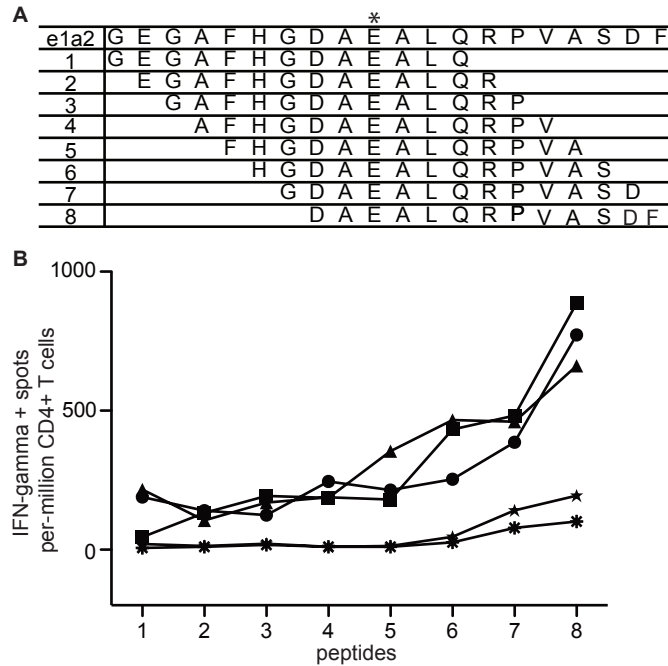 A
*
e1a2 G E G A F H G D A E A L Q R P V A S D F
1 G E G A F H G D A E A L Q
2 E G A F H G D A E A L Q R
3 G A F H G D A E A L Q R P
4 A F H G D A E A L Q R P V
5 F H G D A E A L Q R P V A
6 H G D A E A L Q R P V A S
7 G D A E A L Q R P V A S D
8 D A E A L Q R P V A S D F
B
IFN-gamma + spots
per-million CD4+ T cells
1000
500
0
1 2 3 4 5 6 7 8
peptides